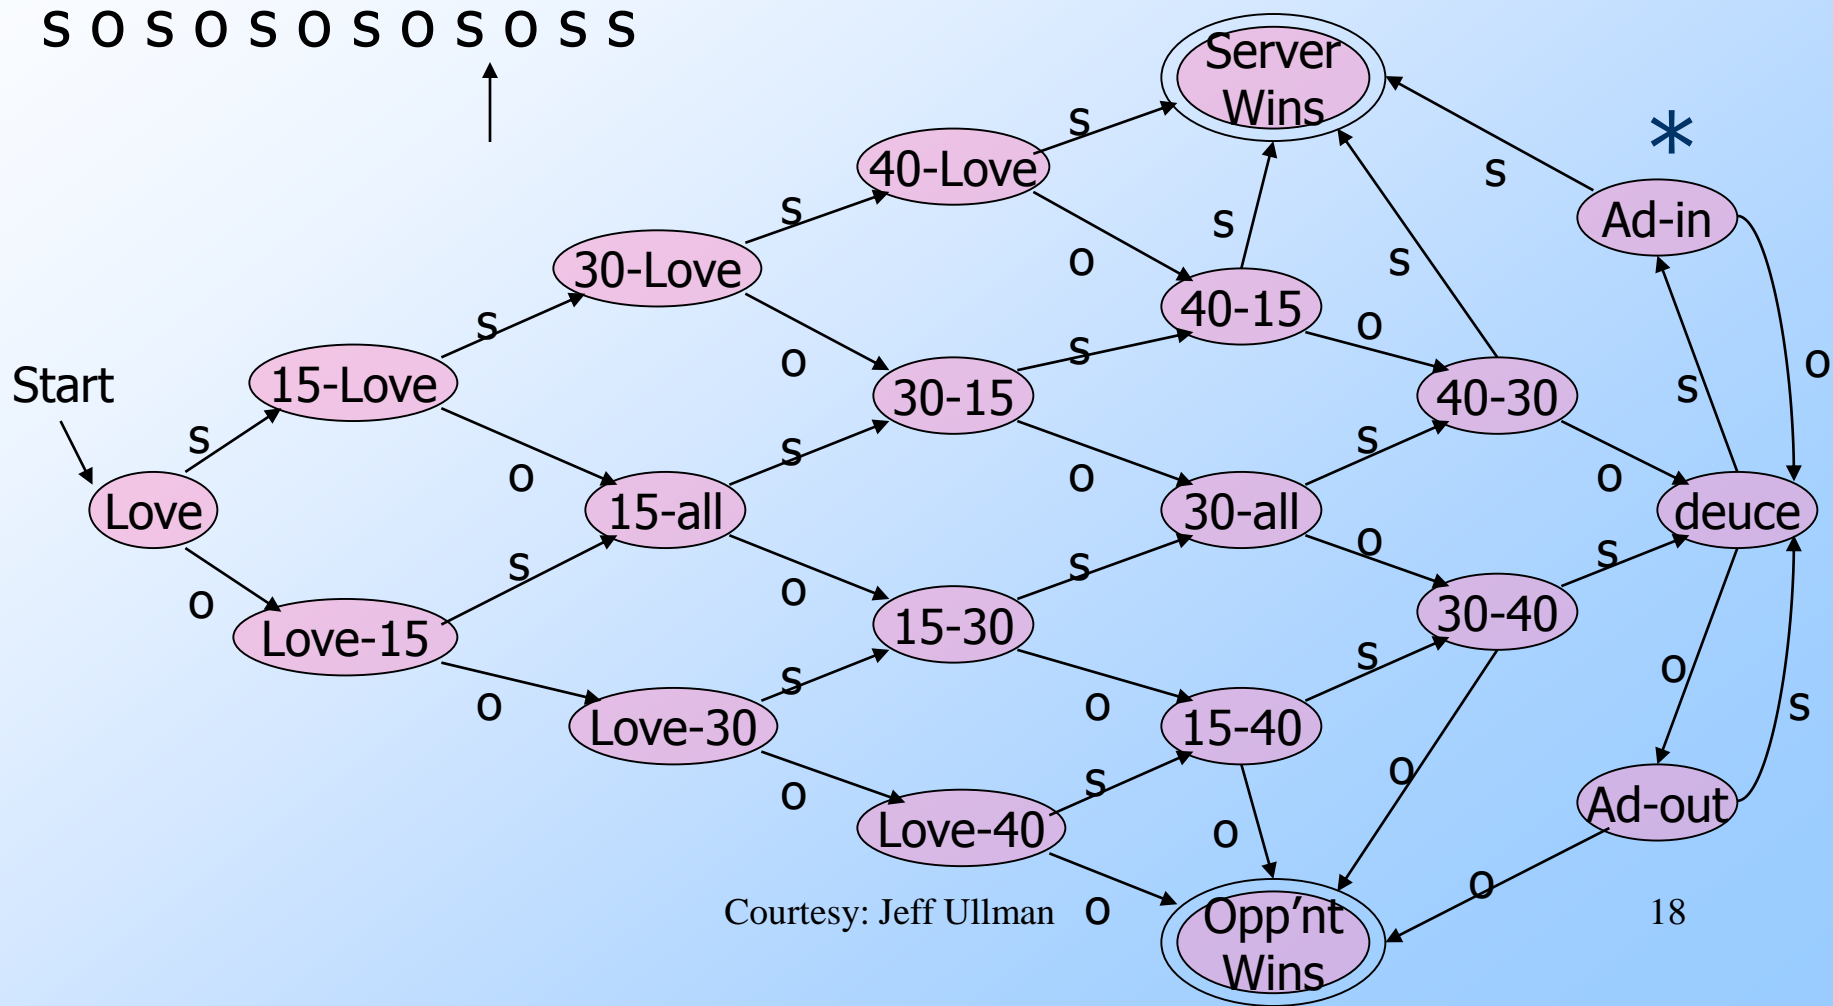 s o s o s o s o s o s s
Server
Wins
s
40-Love
*
s
s
Ad-in
s
30-Love
s
o
s
40-15
s
o
s
o
o
Start
15-Love
s
30-15
40-30
s
s
s
s
o
15-all
o
30-all
o
deuce
Love
s
o
s
o
s
o
Love-15
15-30
30-40
s
s
o
o
Love-30
o
15-40
s
o
s
o
Ad-out
Love-40
o
o
Courtesy: Jeff Ullman
o
Opp'nt
Wins
18